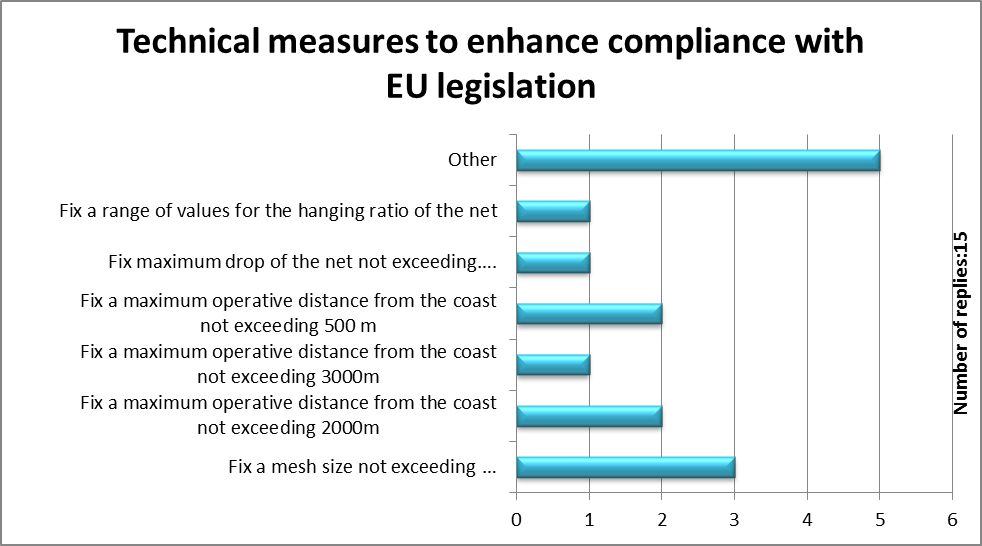 Technical measures to enhance compliance with
EU legislation
Other
Fix a range of values for the hanging ratio of the net
Fix maximum drop of the net not exceeding....
Fix a maximum operative distance from the coast
not exceeding 500 m
Fix a maximum operative distance from the coast
not exceeding 3000m
Fix a maximum operative distance from the coast
not exceeding 2000m
Fix a mesh size not exceeding ...
0 1 2 3 4 5 6
Number of replies:15